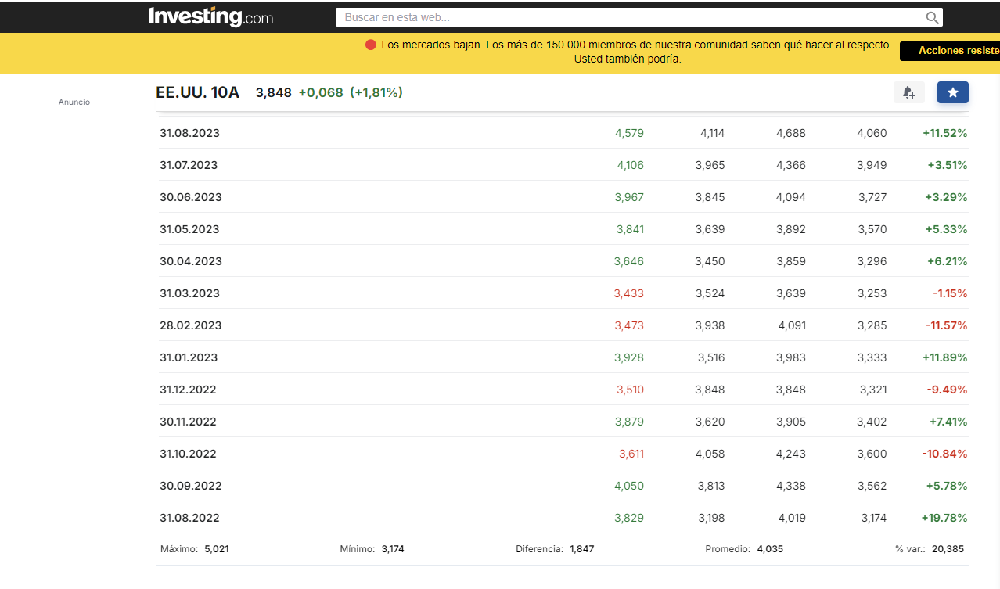 Investing.com
Buscar en esta web...
Los mercados bajan. Los más de 150.000 miembros de nuestra comunidad saben qué hacer al respecto.
Usted también podría.
Acciones resiste
Anuncio
EE.UU. 10A 3,848 +0,068 (+1,81%)
31.08.2023 4,579 4,114 4,688 4,060 +11.52%
31.07.2023 4,106 3,965 4,366 3,949 +3.51%
30.06.2023 3,967 3,845 4,094 3,727 +3.29%
31.05.2023 3,841 3,639 3,892 3,570 +5.33%
30.04.2023 3,646 3,450 3,859 3,296 +6.21%
31.03.2023 3,433 3,524 3,639 3,253 -1.15%
28.02.2023 3,473 3,938 4,091 3,285 -11.57%
31.01.2023 3,928 3,516 3,983 3,333 +11.89%
31.12.2022 3,510 3,848 3,848 3,321 -9.49%
30.11.2022 3,879 3,620 3,905 3,402 +7.41%
31.10.2022 3,611 4,058 4,243 3,600 -10.84%
30.09.2022 4,050 3,813 4,338 3,562 +5.78%
31.08.2022 3,829 3,198 4,019 3,174 +19.78%
Máximo: 5,021 Mínimo: 3,174 Diferencia: 1,847 Promedio: 4,035 % var.: 20,385